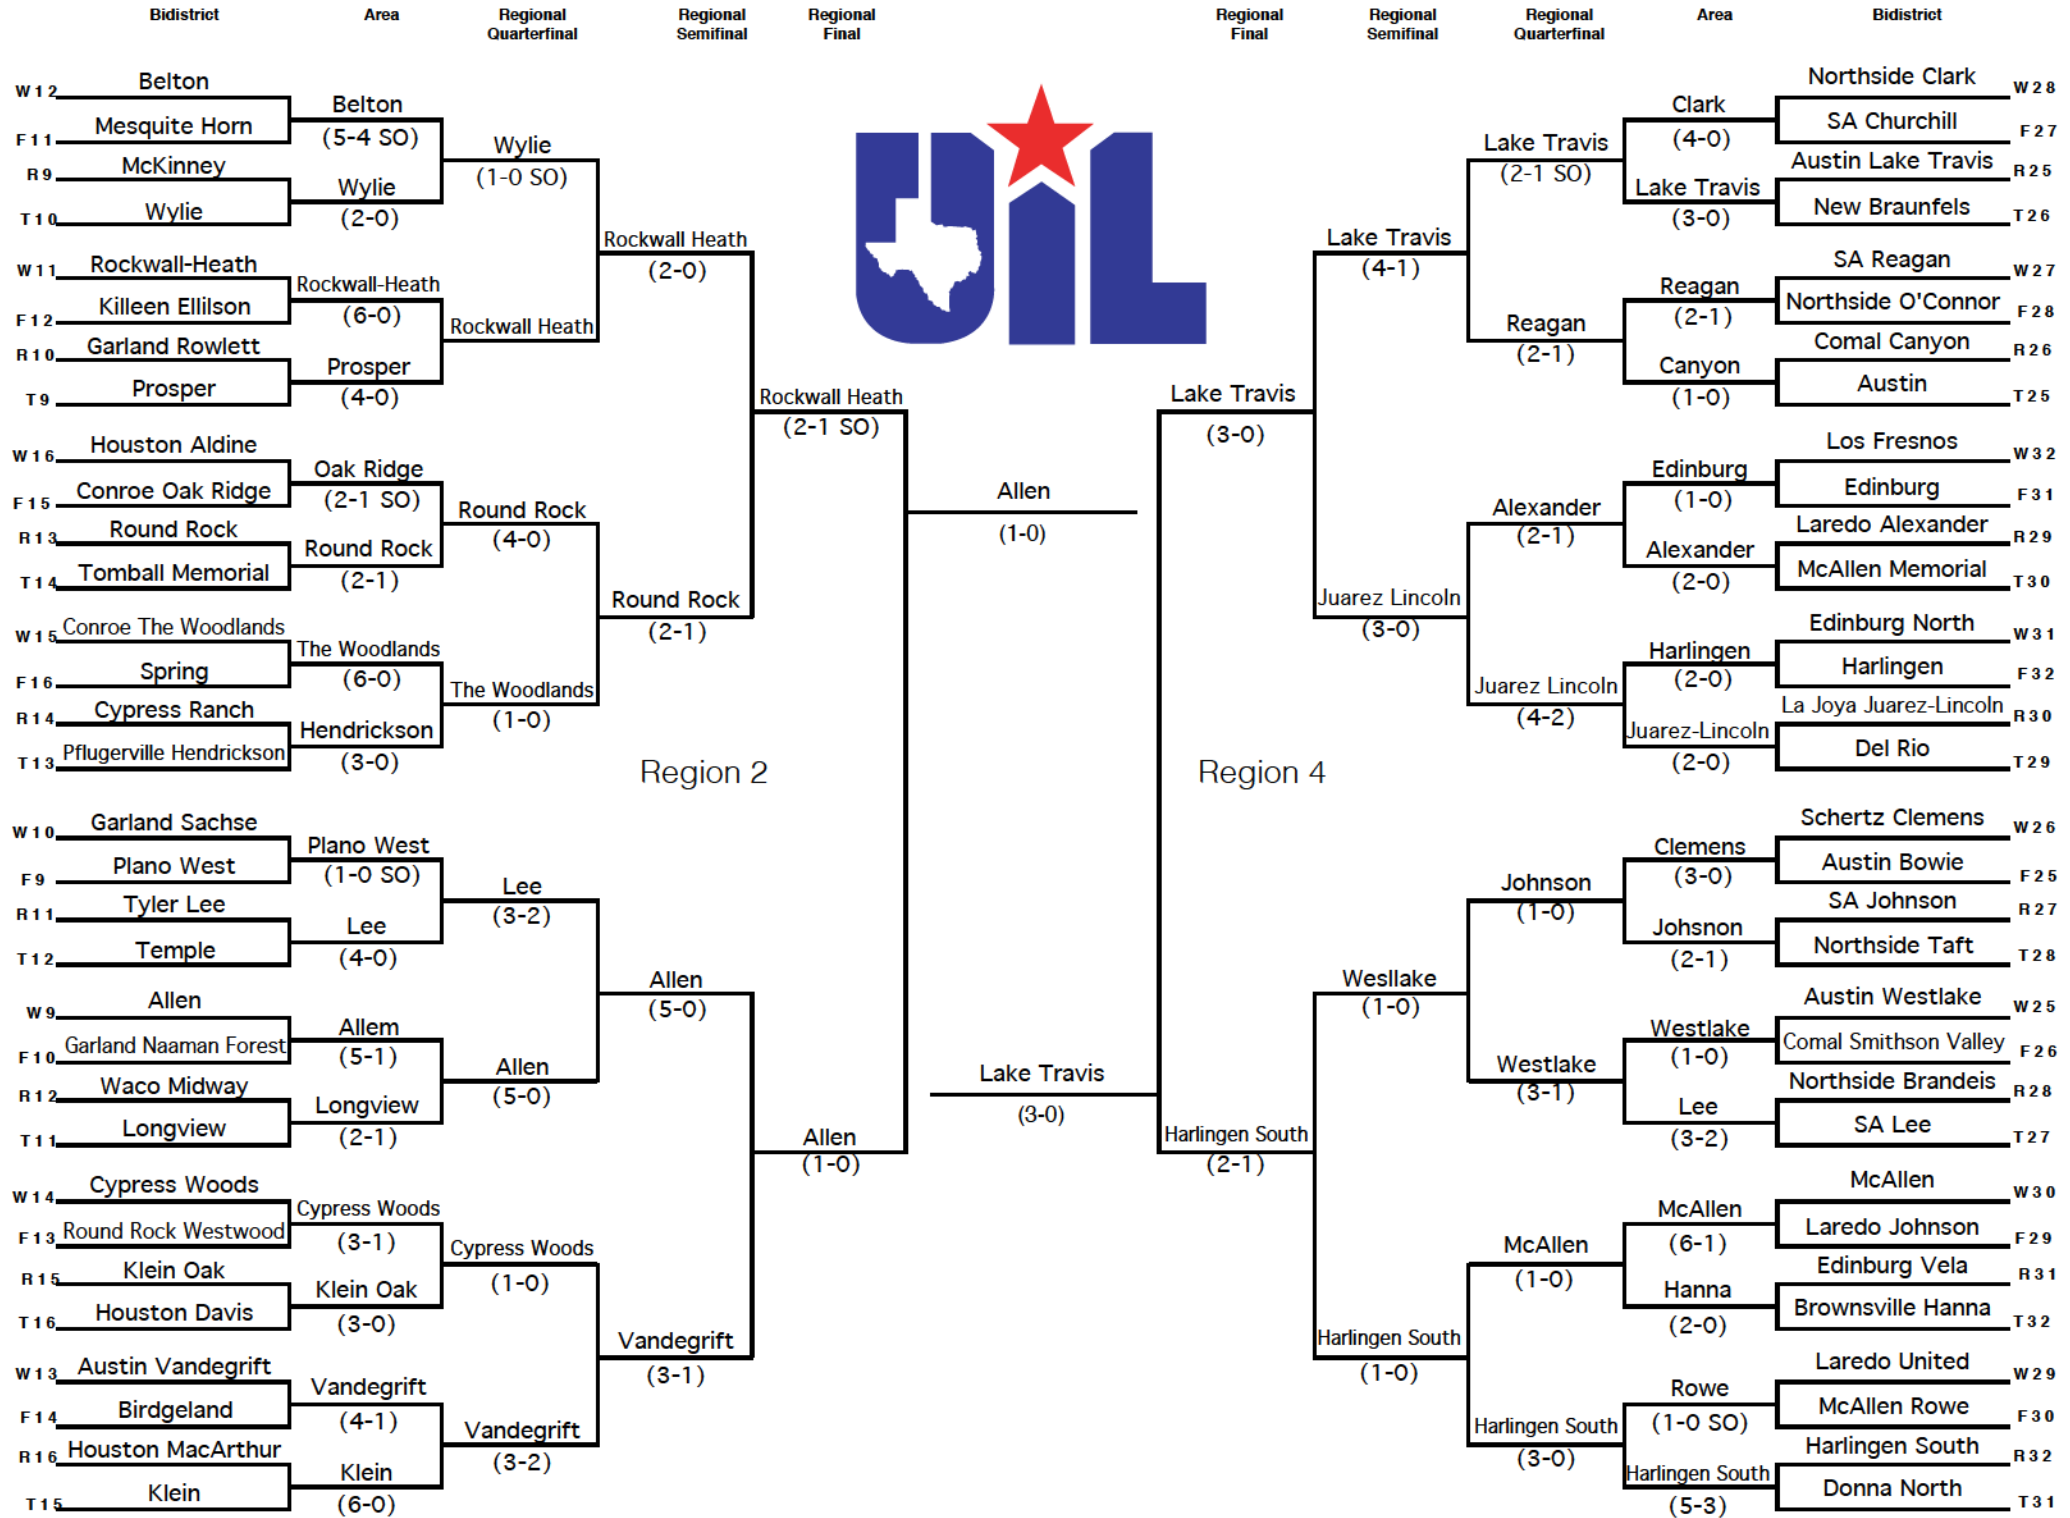 Bidistrict Area Regional Quarterfinal Regional Semifinal Regional Final Regional Final Regional Semifinal Regional Quarterfinal Area Bidistrict
UIL
W12 Belton
F11 Mesquite Horn
R9 McKinney
T10 Wylie
W11 Rockwall-Heath
F12 Killeen Ellilson
R10 Garland Rowlett
T9 Prosper
W16 Houston Aldine
F15 Conroe Oak Ridge
R13 Round Rock
T14 Tomball Memorial
W15 Conroe The Woodlands
F16 Spring
R14 Cypress Ranch
T13 Pflugerville Hendrickson
W10 Garland Sachse
F9 Plano West
R11 Tyler Lee
T12 Temple
W9 Allen
F10 Garland Naaman Forest
R12 Waco Midway
T11 Longview
W14 Cypress Woods
F13 Round Rock Westwood
R15 Klein Oak
T16 Houston Davis
W13 Austin Vandegrift
F14 Birdgeland
R16 Houston MacArthur
T15 Klein
Belton
(5-4 SO)
Wylie
(2-0)
Rockwall-Heath
(6-0)
Prosper
(4-0)
Oak Ridge
(2-1 SO)
Round Rock
(2-1)
The Woodlands
(6-0)
Hendrickson
(3-0)
Plano West
(1-0 SO)
Lee
(4-0)
Allem
(5-1)
Longview
(2-1)
Cypress Woods
(3-1)
Klein Oak
(3-0)
Vandegrift
(4-1)
Klein
(6-0)
Wylie
(1-0 SO)
Rockwall Heath
Round Rock
(4-0)
The Woodlands
(1-0)
Lee
(3-2)
Allen
(5-0)
Cypress Woods
(1-0)
Vandegrift
(3-2)
Rockwall Heath
(2-0)
Round Rock
(2-1)
Allen
(5-0)
Vandegrift
(3-1)
Region 2
Rockwall Heath
(2-1 SO)
Allen
(1-0)
Allen
(1-0)
Lake Travis
(3-0)
Lake Travis
(3-0)
Harlingen South
(2-1)
Region 4
Lake Travis
(4-1)
Juarez Lincoln
(3-0)
Wesllake
(1-0)
Harlingen South
(1-0)
Lake Travis
(2-1 SO)
Reagan
(2-1)
Alexander
(2-1)
Juarez Lincoln
(4-2)
Johnson
(1-0)
Westlake
(3-1)
McAllen
(1-0)
Harlingen South
(3-0)
Clark
(4-0)
Lake Travis
(3-0)
Reagan
(2-1)
Canyon
(1-0)
Edinburg
(1-0)
Alexander
(2-0)
Harlingen
(2-0)
Juarez-Lincoln
(2-0)
Clemens
(3-0)
Johsnon
(2-1)
Westlake
(1-0)
Lee
(3-2)
McAllen
(6-1)
Hanna
(2-0)
Rowe
(1-0 SO)
Harlingen South
(5-3)
Northside Clark W28
SA Churchill F27
Austin Lake Travis R25
New Braunfels T26
SA Reagan W27
Northside O'Connor F28
Comal Canyon R26
Austin T25
Los Fresnos W32
Edinburg F31
Laredo Alexander R29
McAllen Memorial T30
Edinburg North W31
Harlingen F32
La Joya Juarez-Lincoln R30
Del Rio T29
Schertz Clemens W26
Austin Bowie F25
SA Johnson R27
Northside Taft T28
Austin Westlake W25
Comal Smithson Valley F26
Northside Brandeis R28
SA Lee T27
McAllen W30
Laredo Johnson F29
Edinburg Vela R31
Brownsville Hanna T32
Laredo United W29
McAllen Rowe F30
Harlingen South R32
Donna North T31